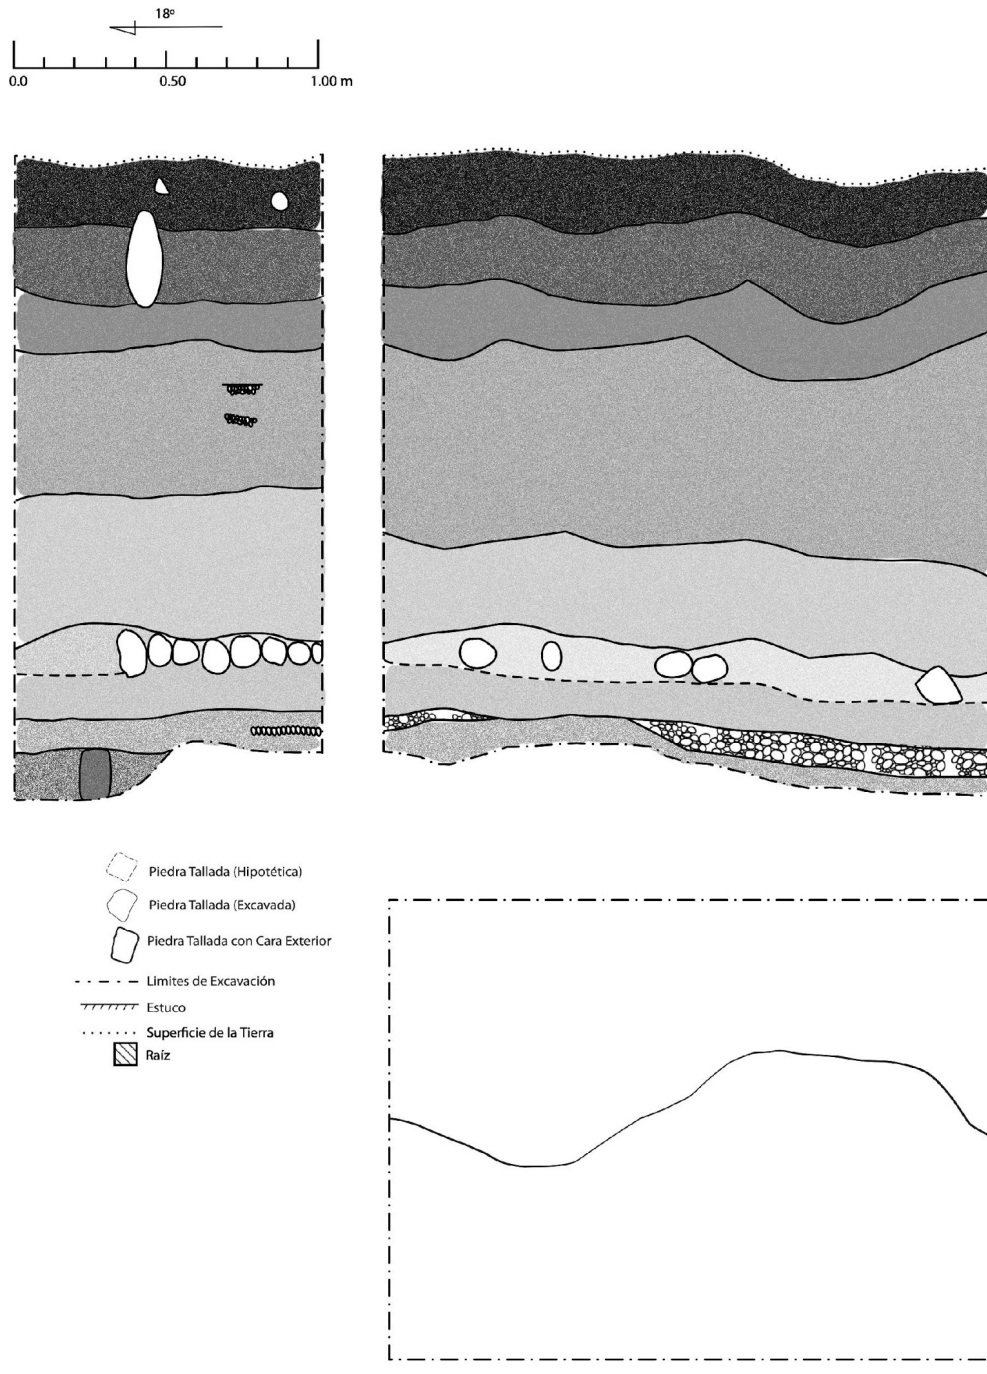 18º
0.0 0.50 1.00 m
Piedra Tallada (Hipotética)
Piedra Tallada (Excavada)
Piedra Tallada con Cara Exterior
Limites de Excavación
Estuco
Superficie de la Tierra
Raíz